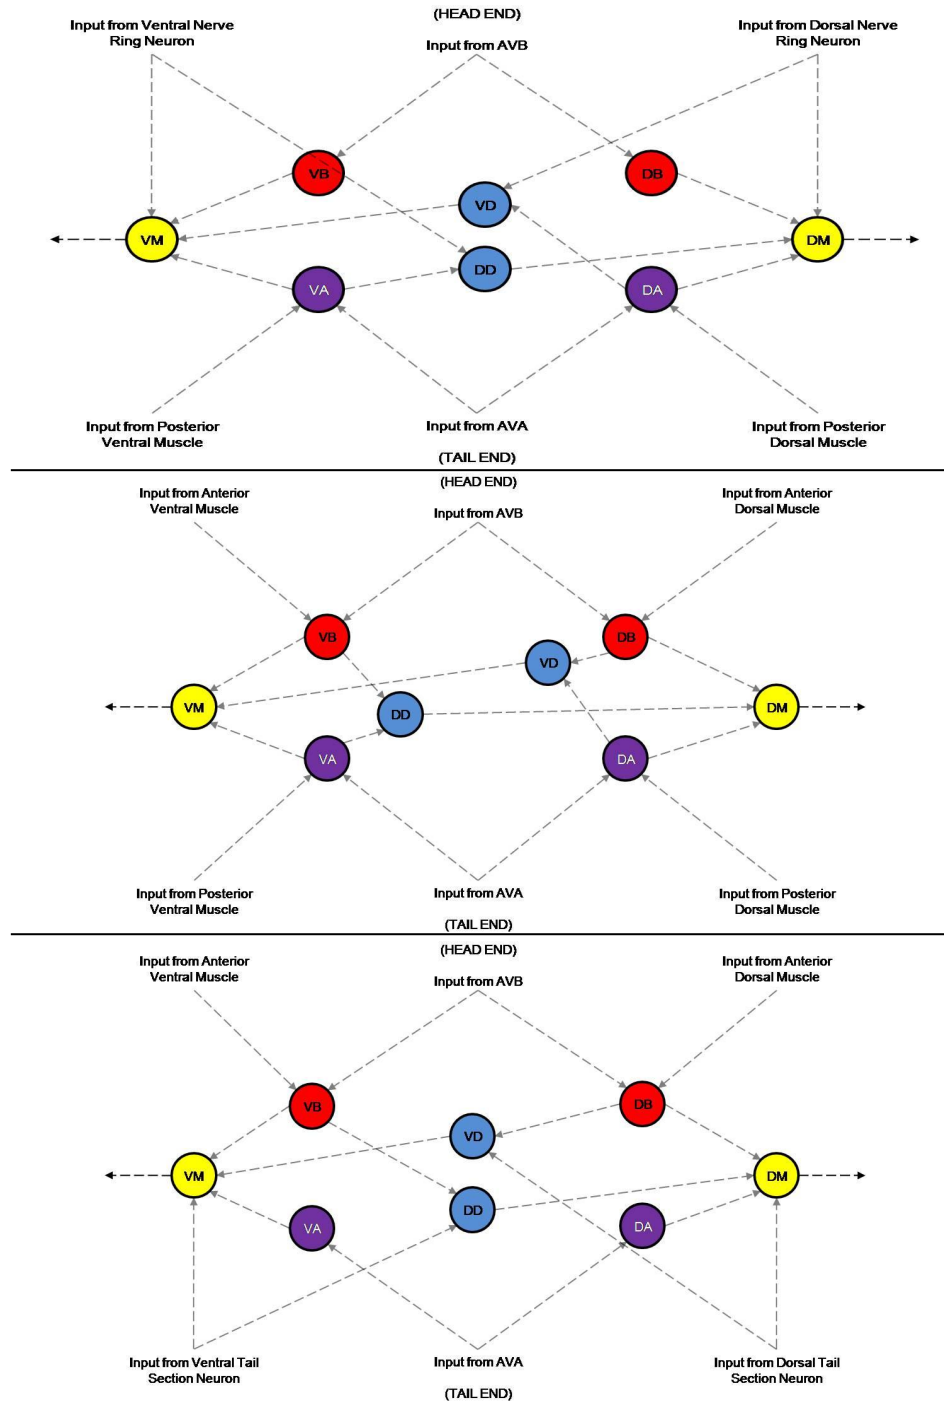 (HEAD END)
Input from Ventral Nerve
Ring Neuron
Input from AVB
Input from Dorsal Nerve
Ring Neuron
VB
DB
VD
VM
DM
DD
VA
DA
Input from Posterior
Ventral Muscle
Input from AVA
Input from Posterior
Dorsal Muscle
(TAIL END)
(HEAD END)
Input from Anterior
Ventral Muscle
Input from AVB
Input from Anterior
Dorsal Muscle
VB
DB
VD
VM
DD
DM
VA
DA
Input from Posterior
Ventral Muscle
Input from AVA
Input from Posterior
Dorsal Muscle
(TAIL END)
(HEAD END)
Input from Anterior
Ventral Muscle
Input from AVB
Input from Anterior
Dorsal Muscle
VB
DB
VD
VM
DM
DD
VA
DA
Input from Ventral Tail
Section Neuron
Input from AVA
Input from Dorsal Tail
Section Neuron
(TAIL END)